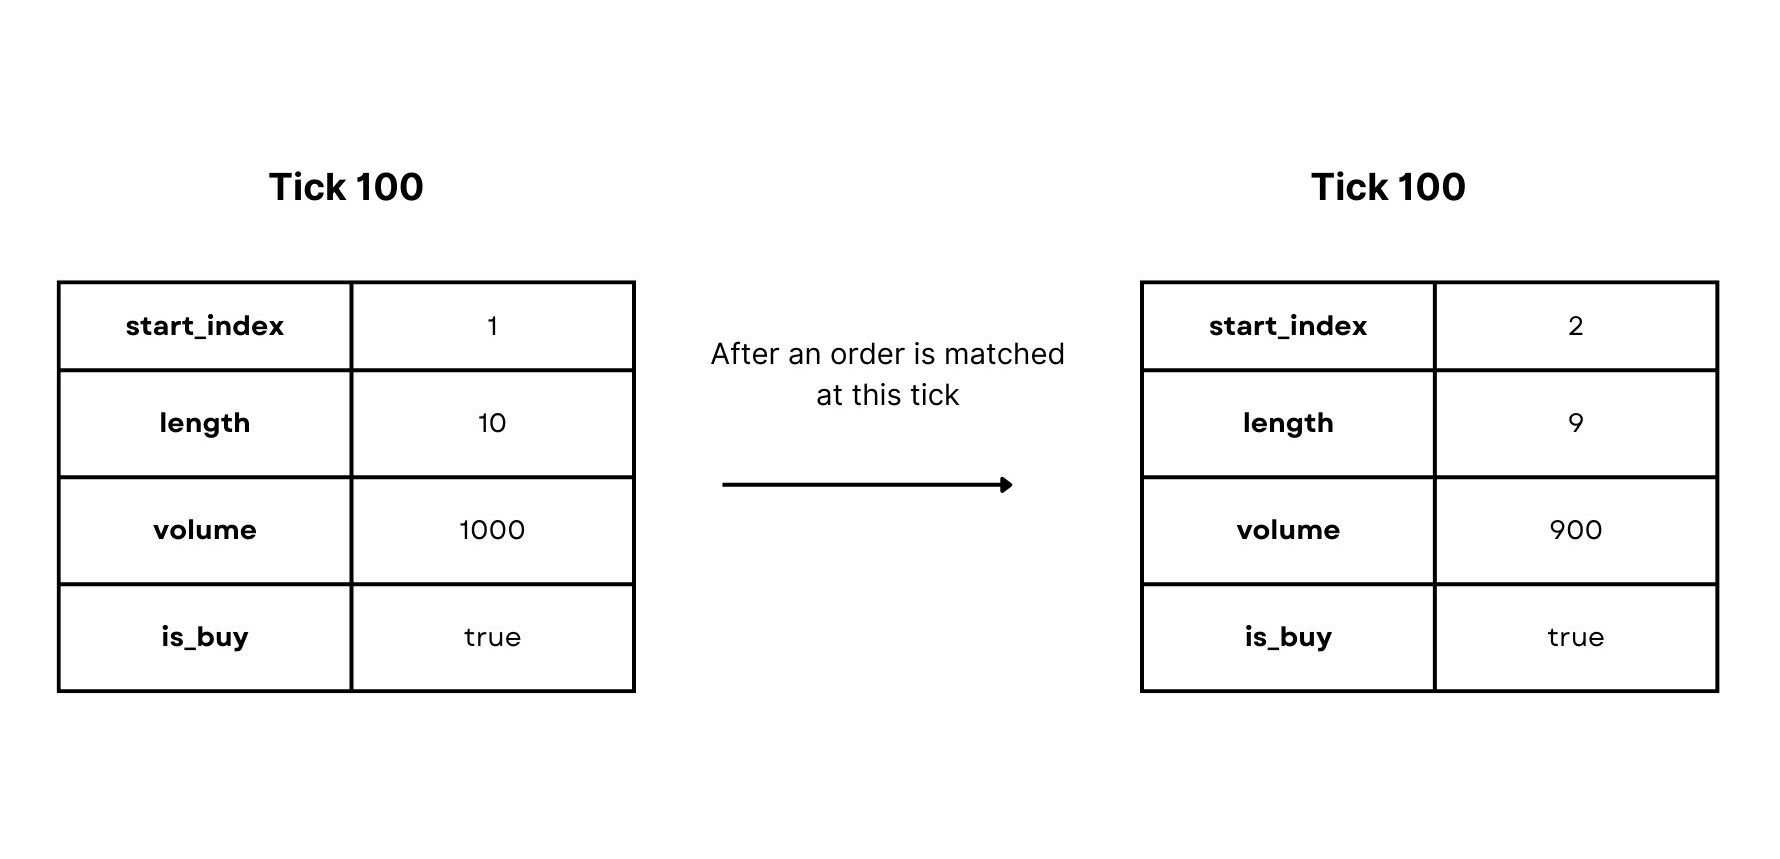 Tick 100
start_index 1
length 10
volume 1000
is_buy true
After an order is matched
at this tick
Tick 100
start_index 2
length 9
volume 900
is_buy true